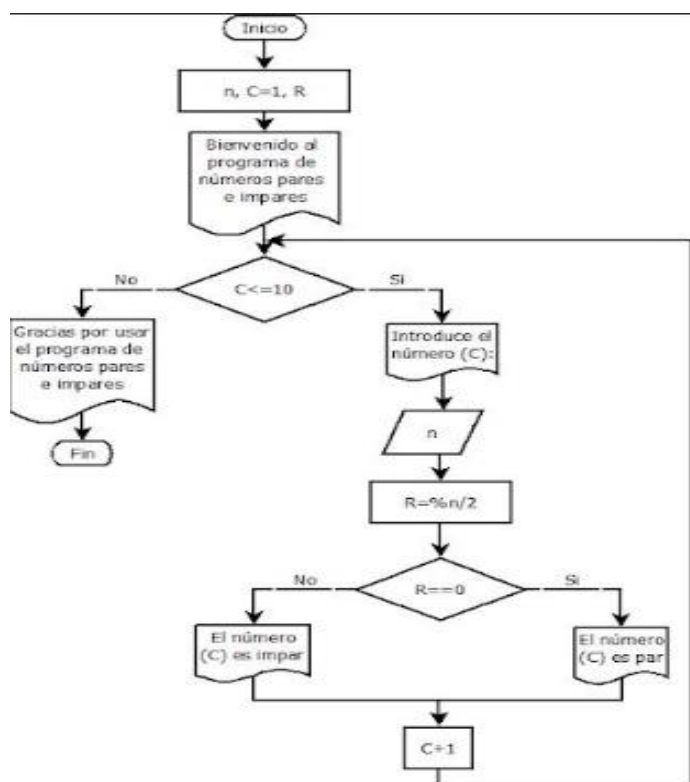 Inicio
n, C=1, R
Bienvenido al
programa de
números pares
e impares
C<=10
No
Si
Gracias por usar
el programa de
números pares
e impares
Fin
Introduce el
número (C):
n
R=%n/2
R==0
No
Si
El número
(C) es impar
El número
(C) es par
C+1